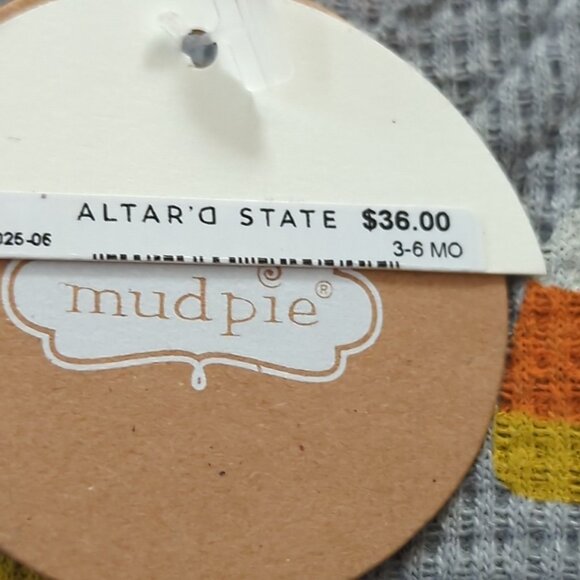 ALTAR'D STATE $36.00
025-06 3-6 MO
mudpie®